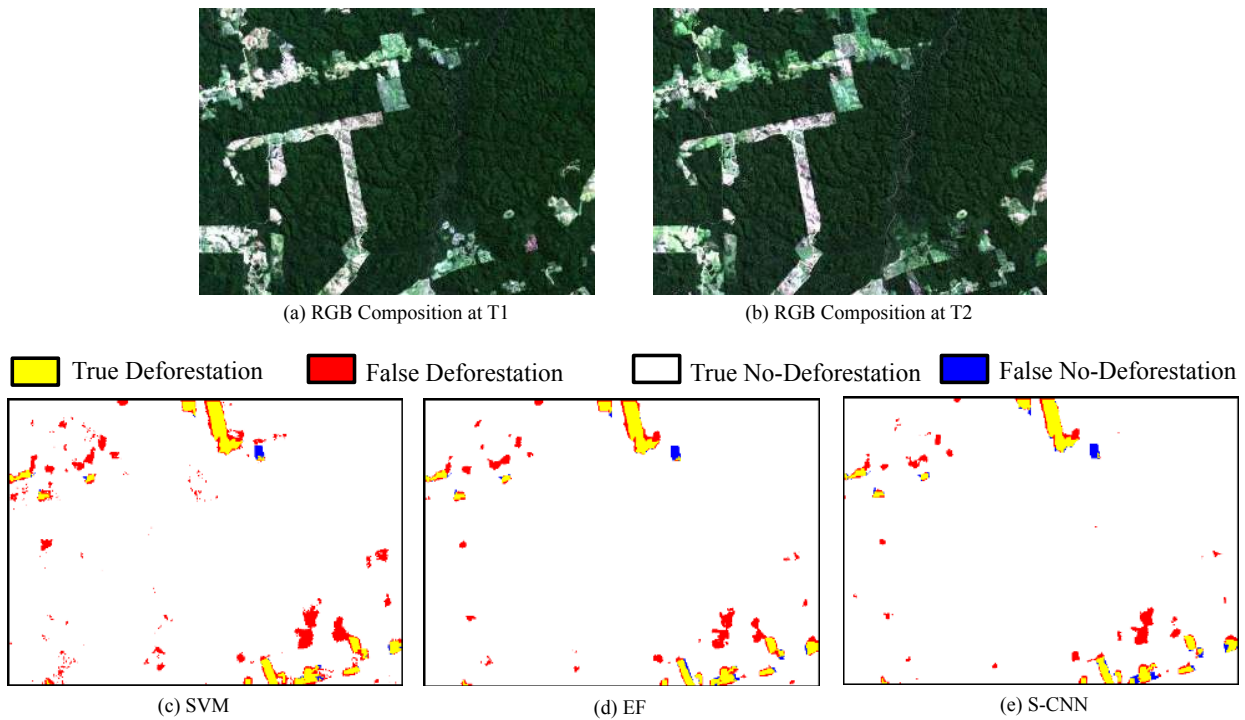 (a) RGB Composition at T1
(b) RGB Composition at T2
True Deforestation
False Deforestation
True No-Deforestation
False No-Deforestation
(c) SVM
(d) EF
(e) S-CNN